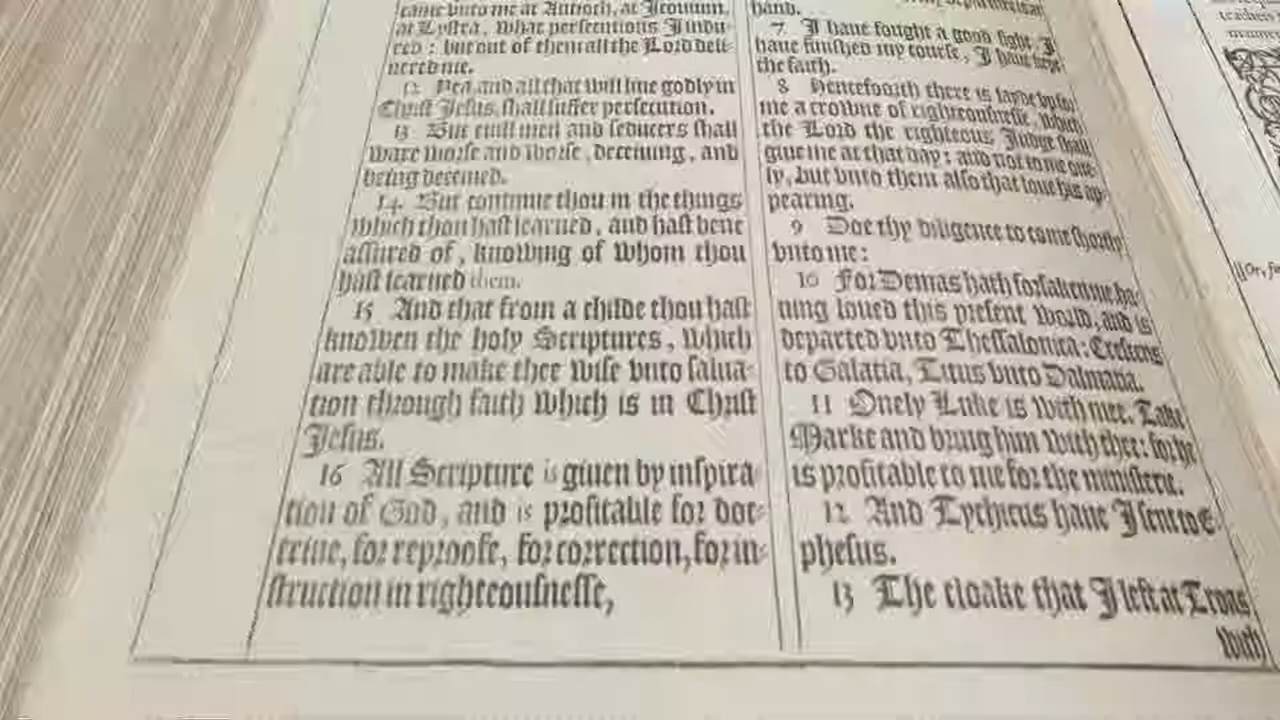 came vnto me at Antioch, at Iconium,
at Lystra, what persecutions I indu-
red: but out of them all the Lord deli-
uered me.
12 Yea and all that will liue godly in
Christ Iesus, shall suffer persecution.
13 But euill men and seducers shall
waxe worse and worse, deceiuing, and
being deceiued.
14 But continue thou in the things
which thou hast learned, and hast bene
assured of, knowing of whom thou
hast learned them.
15 And that from a childe thou hast
knowen the holy Scriptures, which
are able to make thee wise vnto salua-
tion through faith which is in Christ
Iesus.
16 All Scripture is giuen by inspira-
tion of God, and is profitable for doc-
trine, for reproofe, for correction, for in-
struction in righteousnesse,
hand.
7 I haue fought a good fight, I
haue finished my course, I haue kept
the faith.
8 Hencefoorth there is layde vp for
me a crowne of righteousnesse, which
the Lord the righteous Iudge shall
giue me at that day: and not to me one-
ly, but vnto them also that loue his ap-
pearing.
9 Doe thy diligence to come shortly
vnto me:
10 For Demas hath forsaken me, ha-
uing loued this present world, and is
departed vnto Thessalonica: Crescens
to Galatia, Titus vnto Dalmatia.
11 Onely Luke is with mee. Take
Marke and bring him with thee: for he
is profitable to me for the ministerie.
12 And Tychicus haue I sent to E-
phesus.
13 The cloake that I left at Troas
with
||Or,